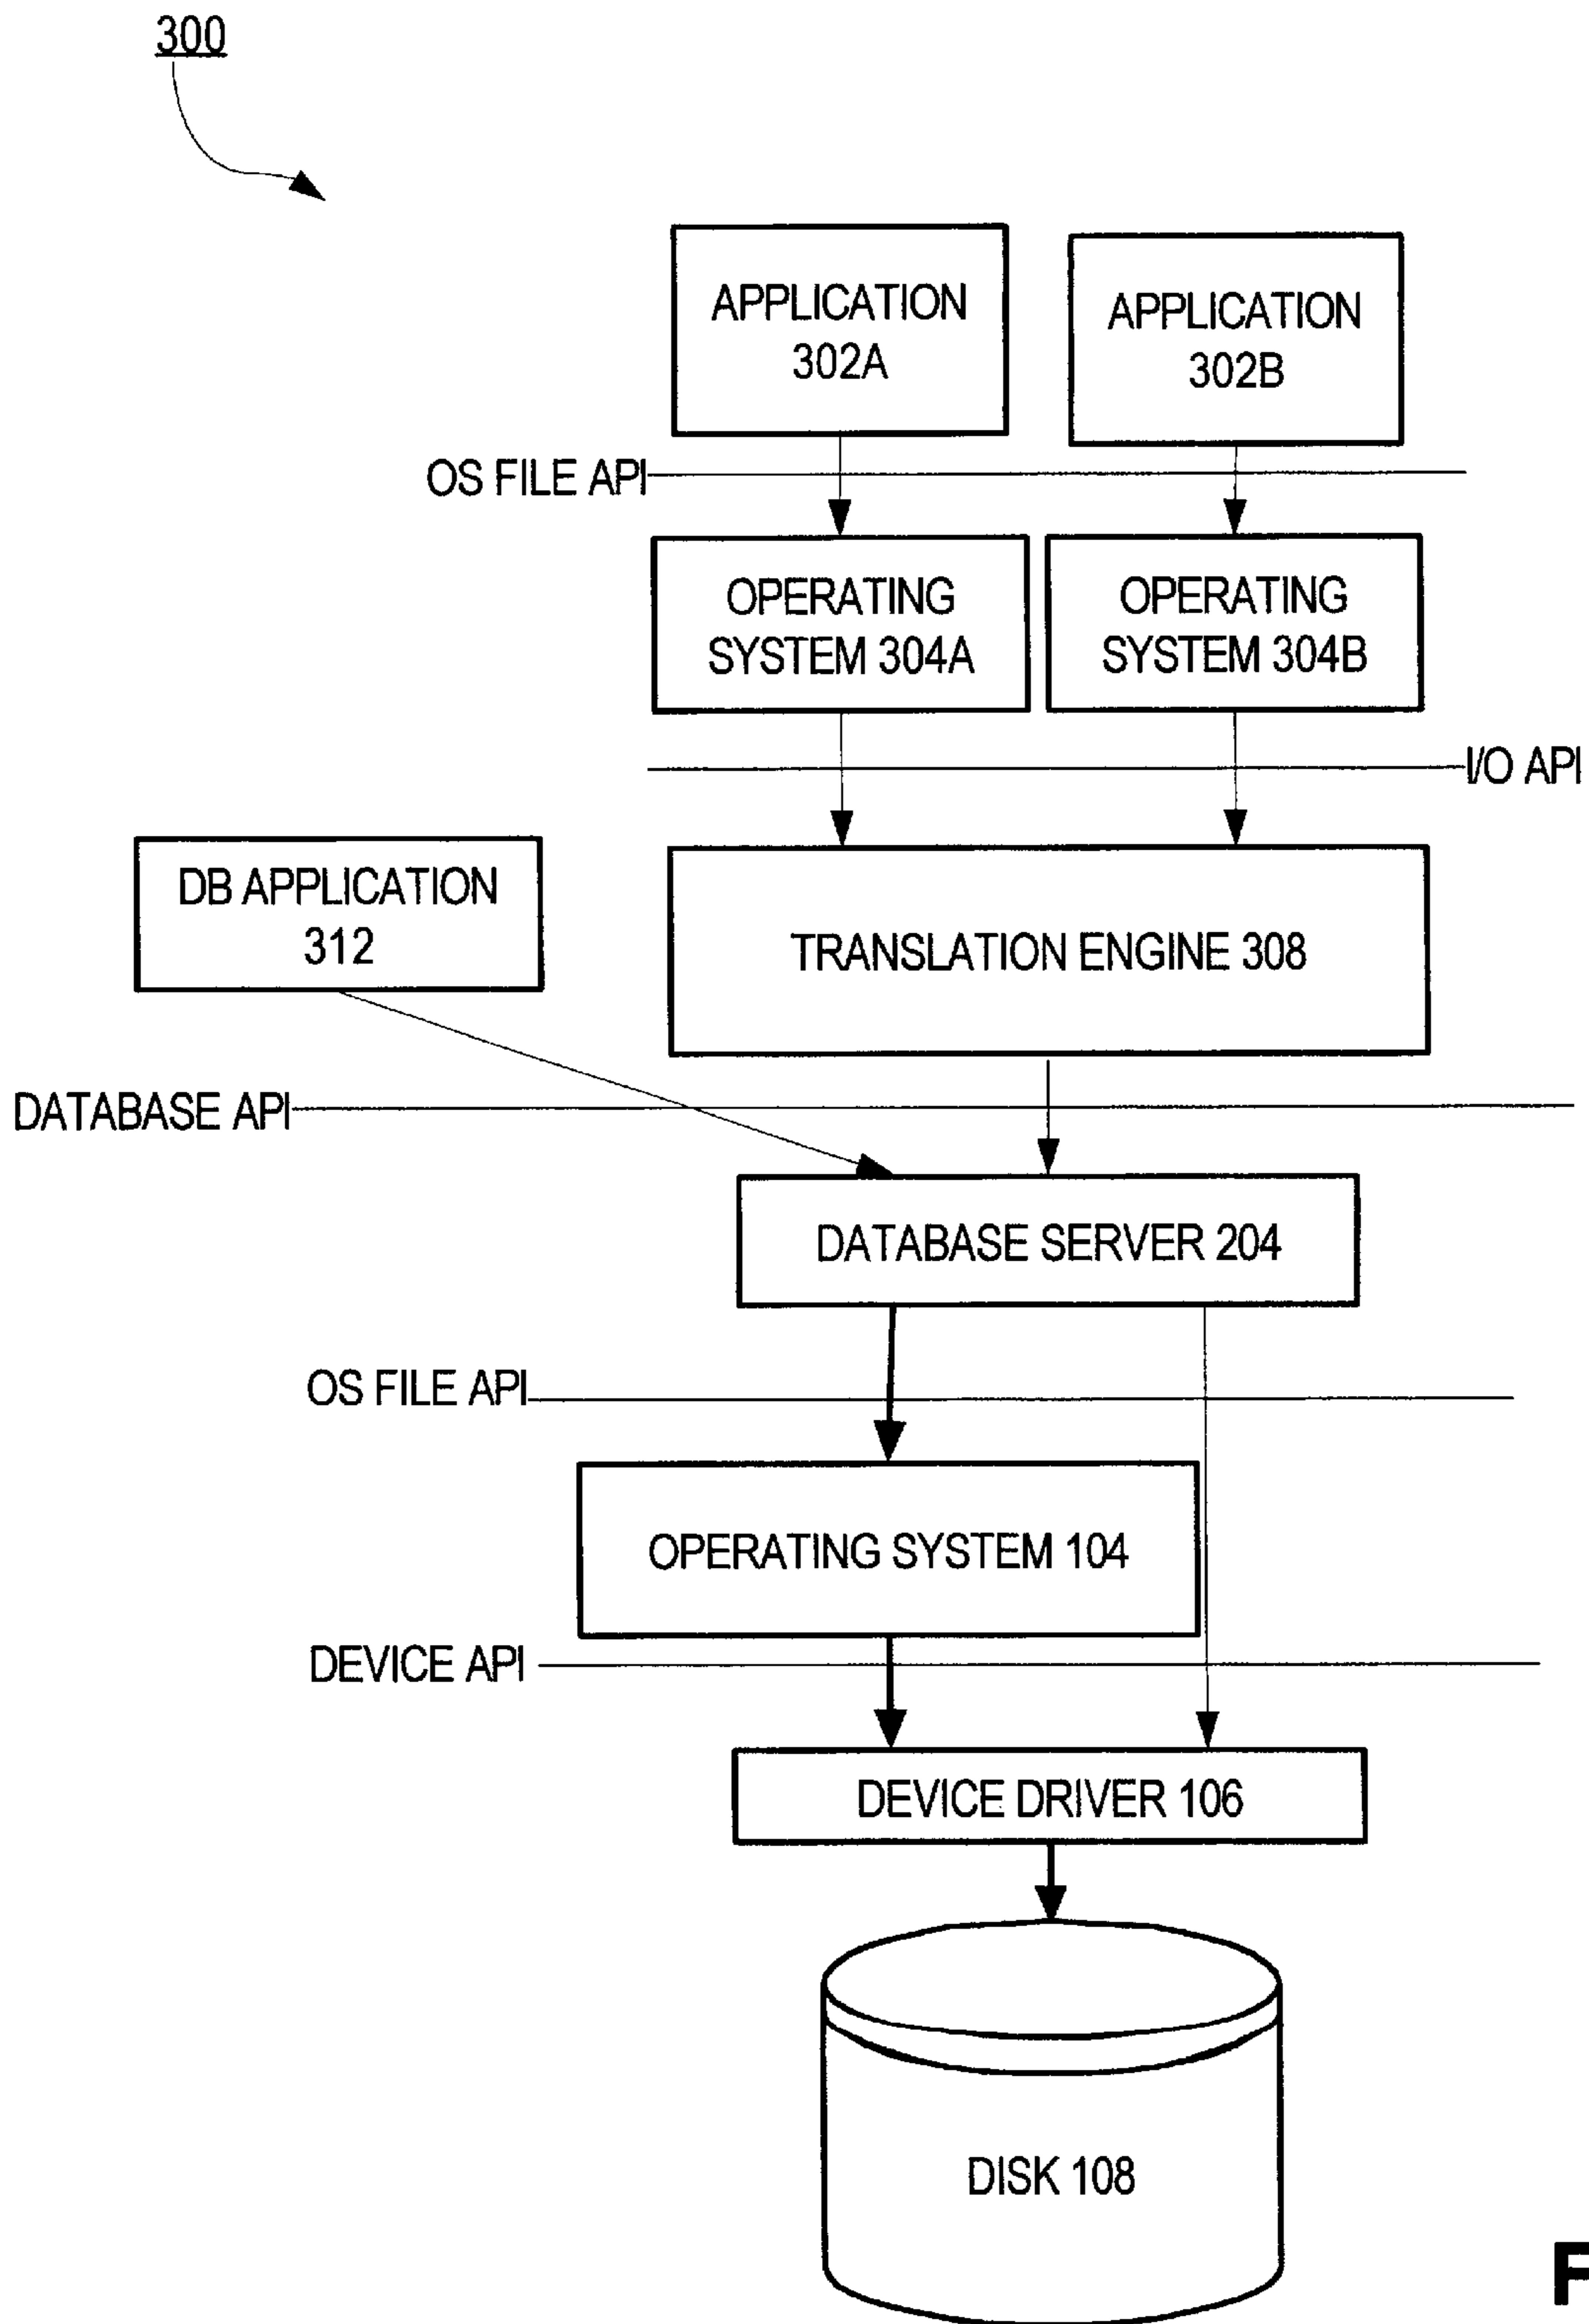 300
APPLICATION
302A
APPLICATION
302B
OS FILE API
OPERATING
SYSTEM 304A
OPERATING
SYSTEM 304B
I/O API
DB APPLICATION
312
TRANSLATION ENGINE 308
DATABASE API
DATABASE SERVER 204
OS FILE API
OPERATING SYSTEM 104
DEVICE API
DEVICE DRIVER 106
DISK 108
F